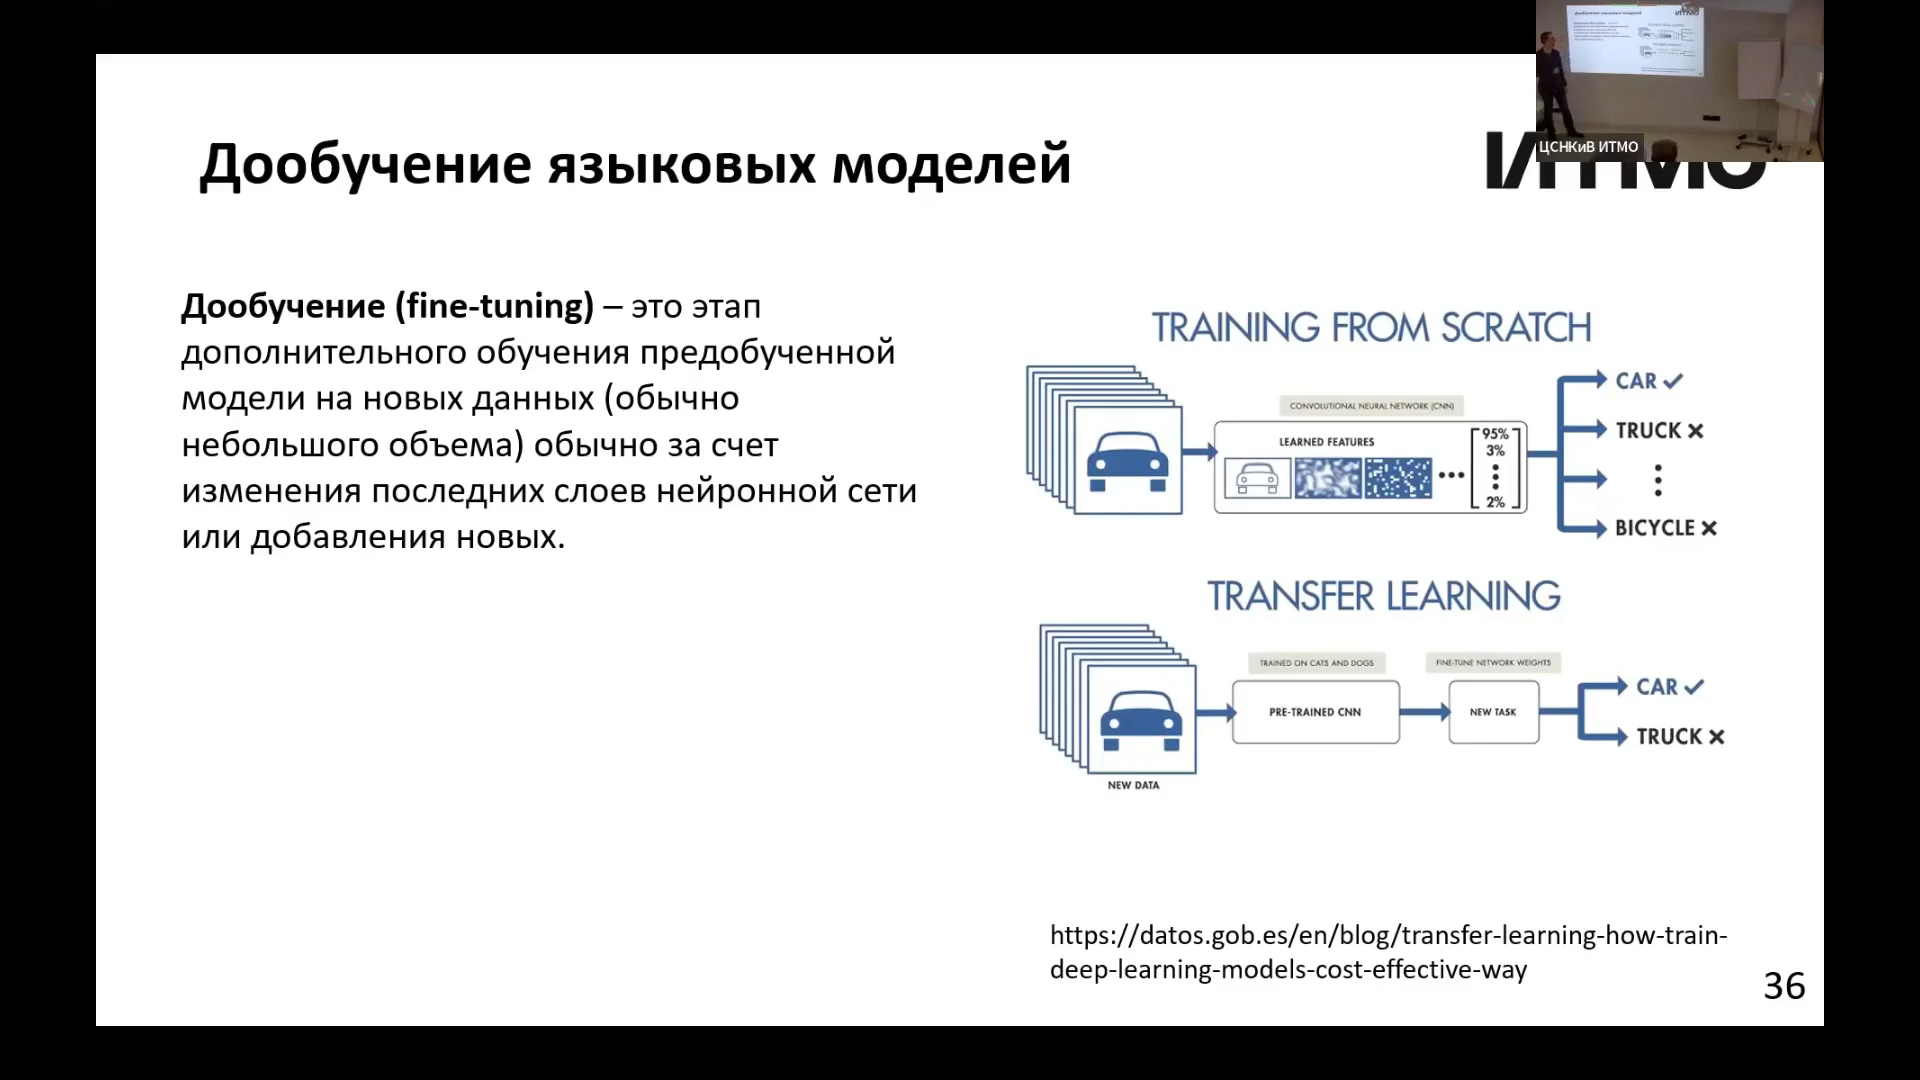 Дообучение языковых моделей
ЦСНКиВ ИТМО
ИТМО
Дообучение (fine-tuning) – это этап
дополнительного обучения предобученной
модели на новых данных (обычно
небольшого объема) обычно за счет
изменения последних слоев нейронной сети
или добавления новых.
TRAINING FROM SCRATCH
CONVOLUTIONAL NEURAL NETWORK (CNN)
LEARNED FEATURES
95%
3%
2%
CAR
TRUCK
BICYCLE
TRANSFER LEARNING
TRAINED ON CATS AND DOGS
FINE-TUNE NETWORK WEIGHTS
PRE-TRAINED CNN
NEW TASK
CAR
TRUCK
NEW DATA
https://datos.gob.es/en/blog/transfer-learning-how-train-
deep-learning-models-cost-effective-way
36